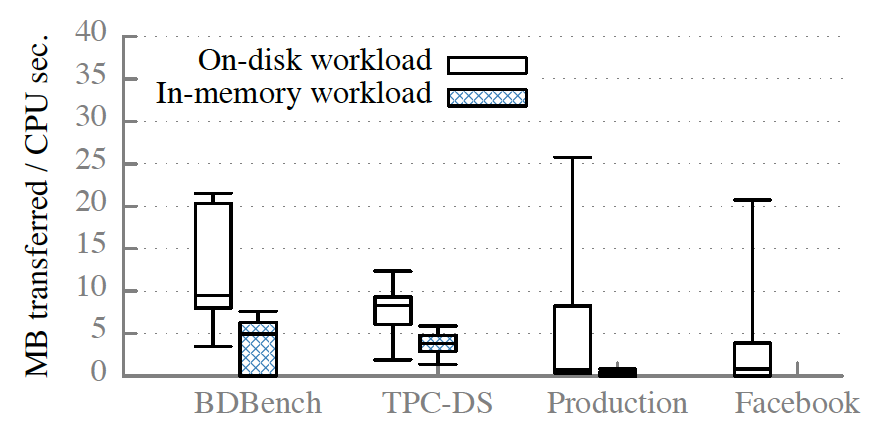 MB transferred / CPU sec.
40
35
30
25
20
15
10
5
0
On-disk workload
In-memory workload
BDBench TPC-DS Production Facebook